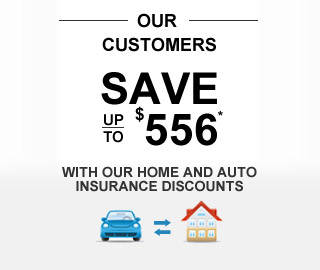 OUR
CUSTOMERS
SAVE
UP TO $556*
WITH OUR HOME AND AUTO
INSURANCE DISCOUNTS